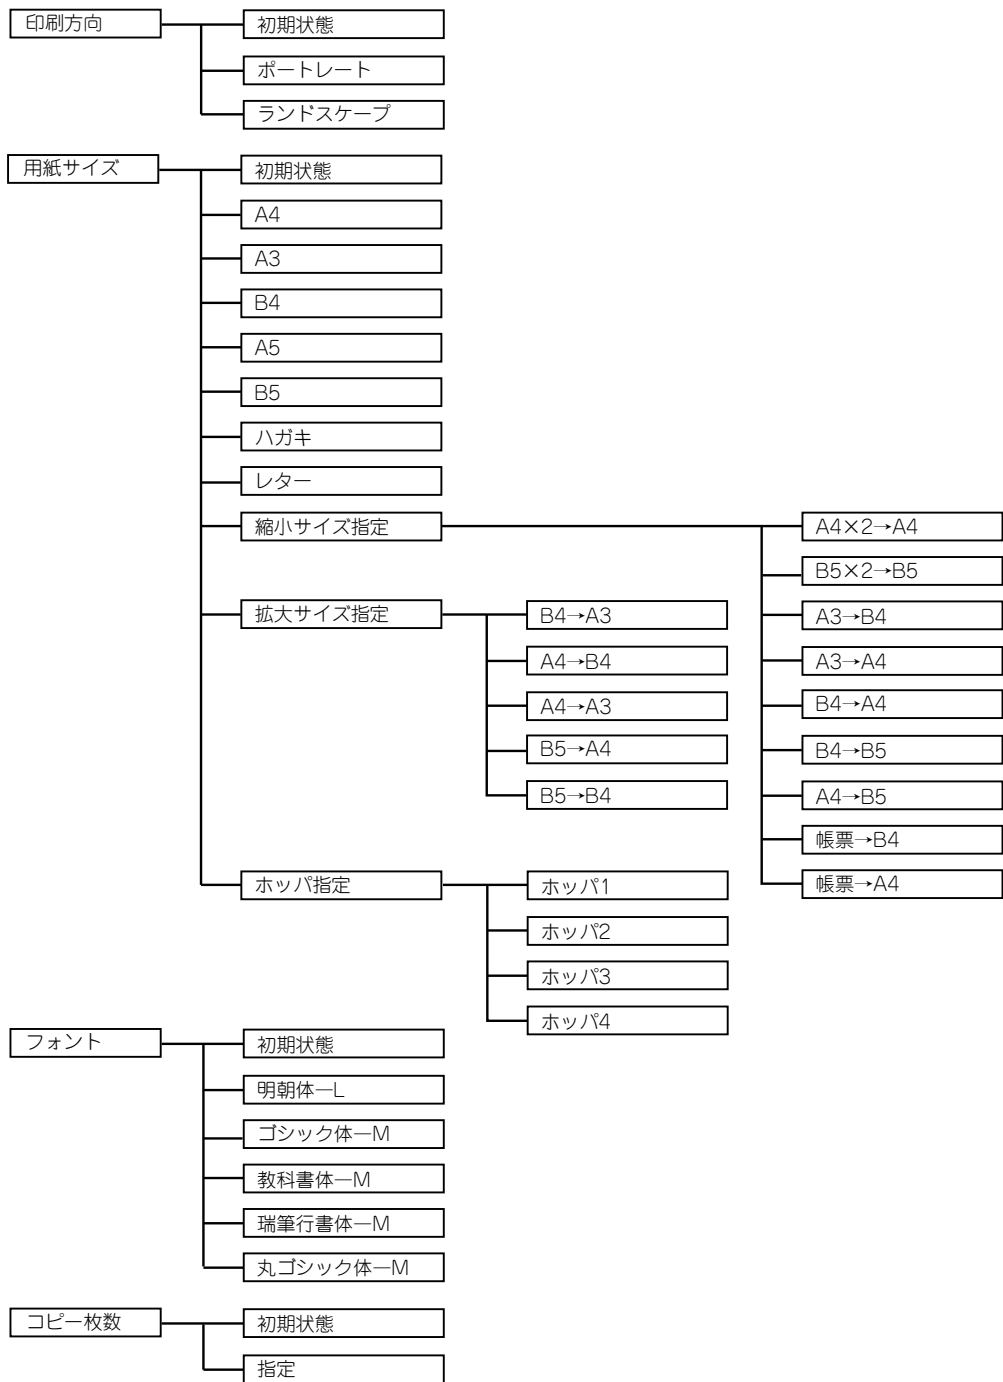 印刷方向
初期状態
ポートレート
ランドスケープ
用紙サイズ
初期状態
A4
A3
B4
A5
B5
ハガキ
レター
縮小サイズ指定
A4×2→A4
B5×2→B5
A3→B4
A3→A4
B4→A4
B4→B5
A4→B5
帳票→B4
帳票→A4
拡大サイズ指定
B4→A3
A4→B4
A4→A3
B5→A4
B5→B4
ホッパ指定
ホッパ1
ホッパ2
ホッパ3
ホッパ4
フォント
初期状態
明朝体―L
ゴシック体―M
教科書体―M
瑞筆行書体―M
丸ゴシック体―M
コピー枚数
初期状態
指定